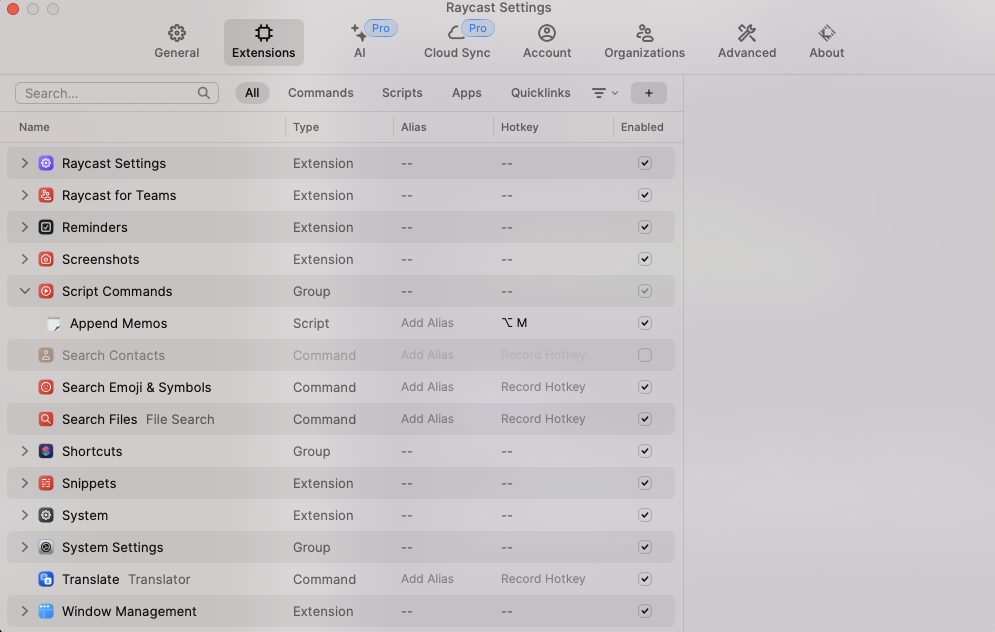 Raycast Settings
General
Extensions
Pro
AI
Pro
Cloud Sync
Account
Organizations
Advanced
About
Search...
All Commands Scripts Apps Quicklinks +
Name Type Alias Hotkey Enabled
Raycast Settings Extension -- --
Raycast for Teams Extension -- --
Reminders Extension -- --
Screenshots Extension -- --
Script Commands Group -- --
Append Memos Script Add Alias ⌥ M
Search Contacts Command Add Alias Record Hotkey
Search Emoji & Symbols Command Add Alias Record Hotkey
Search Files File Search Command Add Alias Record Hotkey
Shortcuts Group -- --
Snippets Extension -- --
System Extension -- --
System Settings Group -- --
Translate Translator Command Add Alias Record Hotkey
Window Management Extension -- --